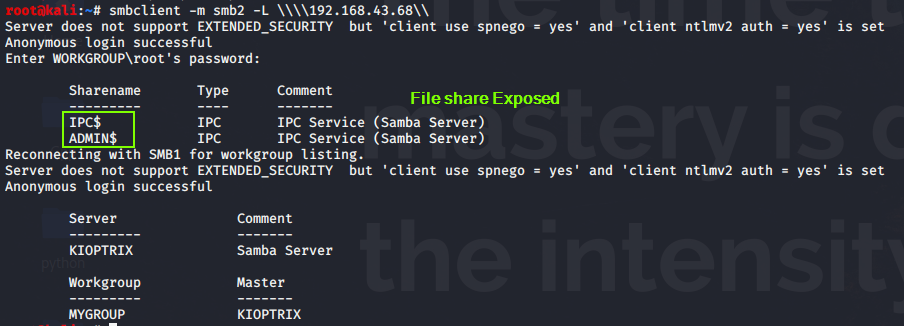 root@kali:~# smbclient -m smb2 -L \\\\192.168.43.68\\
Server does not support EXTENDED_SECURITY  but 'client use spnego = yes' and 'client ntlmv2 auth = yes' is set
Anonymous login successful
Enter WORKGROUP\root's password:
Sharename       Type      Comment
---------       ----      -------
File share Exposed
IPC$            IPC       IPC Service (Samba Server)
ADMIN$          IPC       IPC Service (Samba Server)
Reconnecting with SMB1 for workgroup listing.
Server does not support EXTENDED_SECURITY  but 'client use spnego = yes' and 'client ntlmv2 auth = yes' is set
Anonymous login successful
Server               Comment
---------            -------
KIOPTRIX             Samba Server
Workgroup            Master
---------            -------
MYGROUP              KIOPTRIX
mastery is
the intensity
python